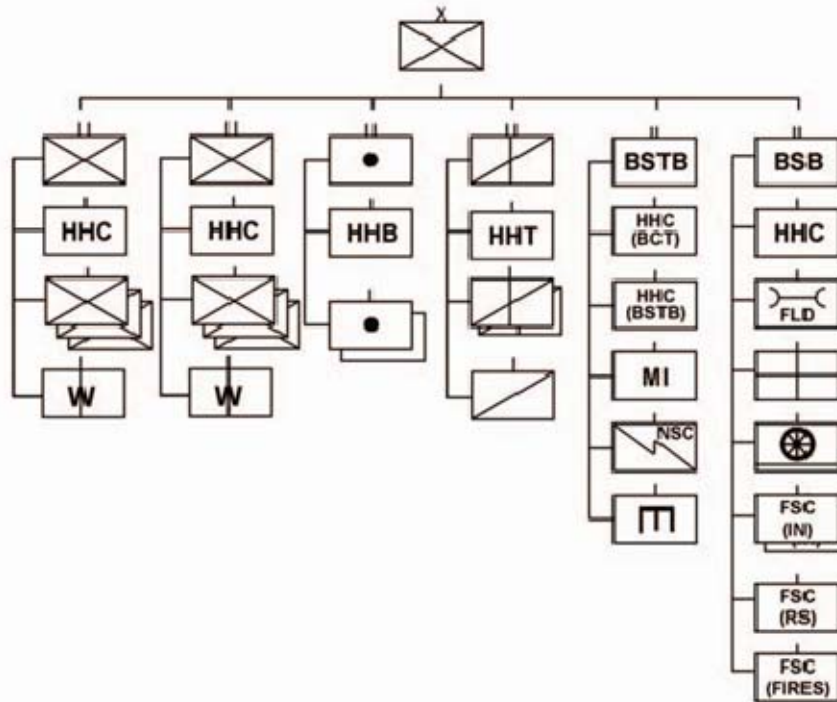 X
HHC
W
HHC
W
HHB
HHT
BSTB
HHC
(BCT)
HHC
(BSTB)
MI
NSC
BSB
HHC
FLD
FSC
(IN)
FSC
(RS)
FSC
(FIRES)